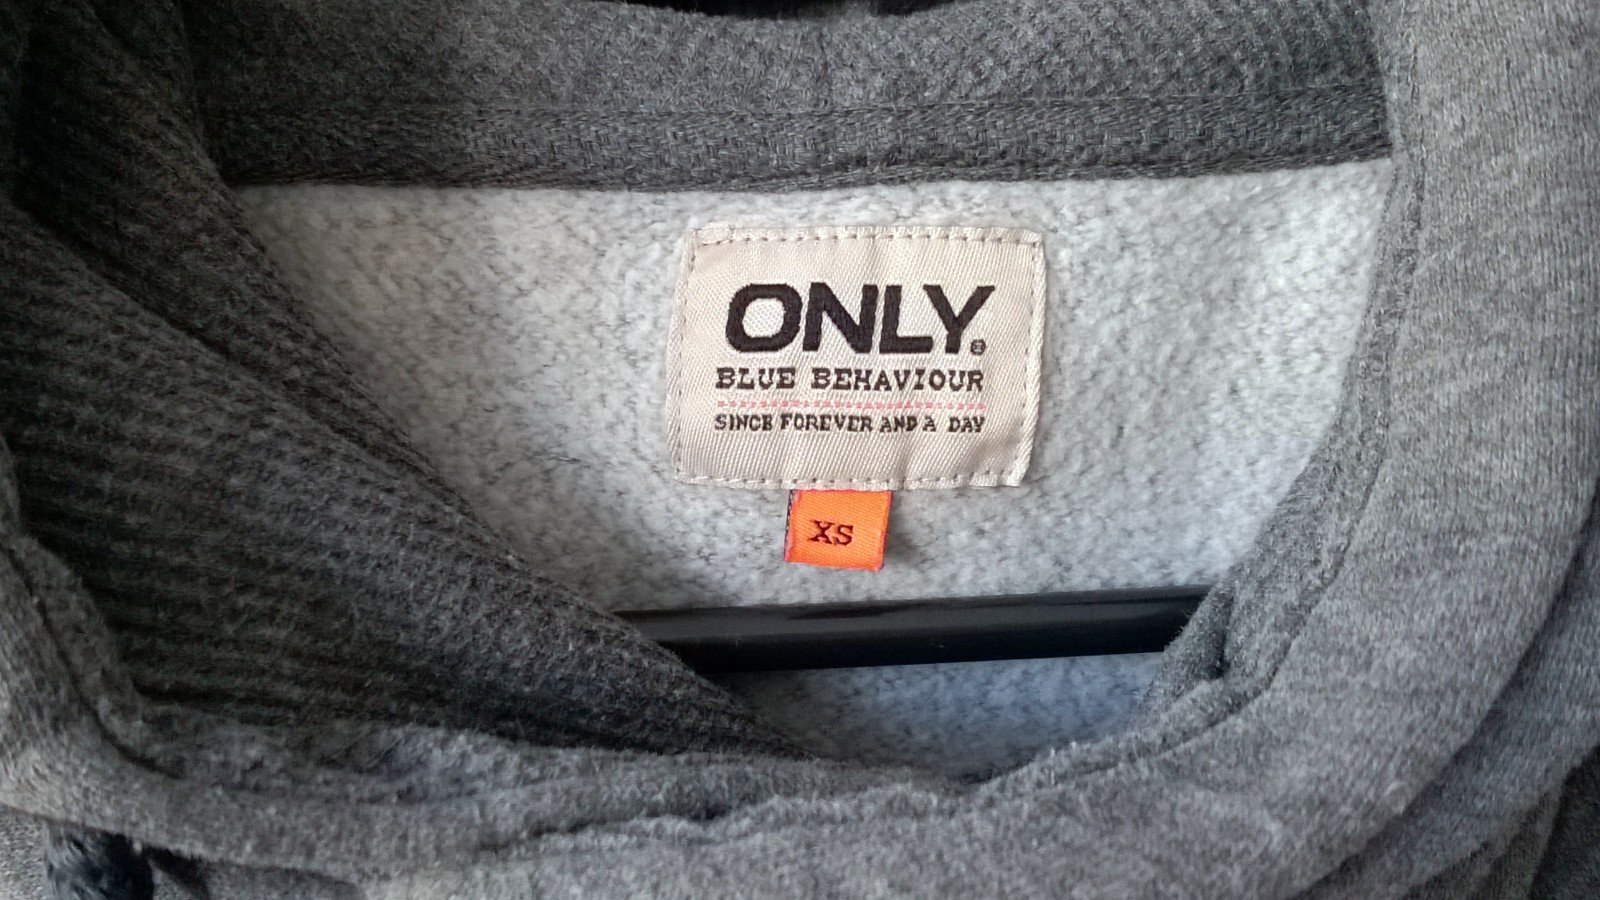 ONLY®
BLUE BEHAVIOUR
SINCE FOREVER AND A DAY
XS